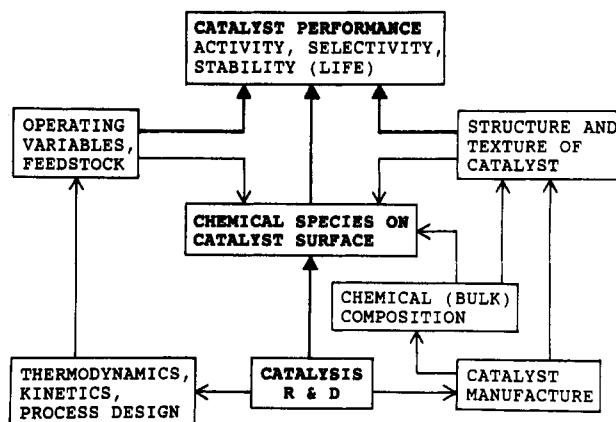 CATALYST PERFORMANCE
ACTIVITY, SELECTIVITY,
STABILITY (LIFE)
OPERATING
VARIABLES,
FEEDSTOCK
STRUCTURE AND
TEXTURE OF
CATALYST
CHEMICAL SPECIES ON
CATALYST SURFACE
CHEMICAL (BULK)
COMPOSITION
THERMODYNAMICS,
KINETICS,
PROCESS DESIGN
CATALYSIS
R & D
CATALYST
MANUFACTURE